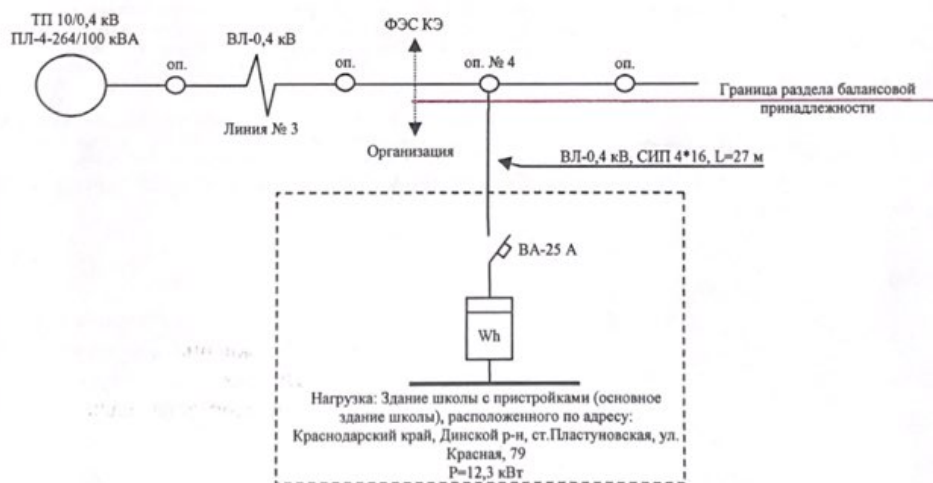 ТП 10/0,4 кВ
ПЛ-4-264/100 кВА
ВЛ-0,4 кВ
ФЭС КЭ
оп.
оп.
оп. № 4
оп.
Линия № 3
Организация
Граница раздела балансовой
принадлежности
ВЛ-0,4 кВ, СИП 4*16, L=27 м
ВА-25 А
Wh
Нагрузка: Здание школы с пристройками (основное
здание школы), расположенного по адресу:
Краснодарский край, Динской р-н, ст.Пластуновская, ул.
Красная, 79
Р=12,3 кВт